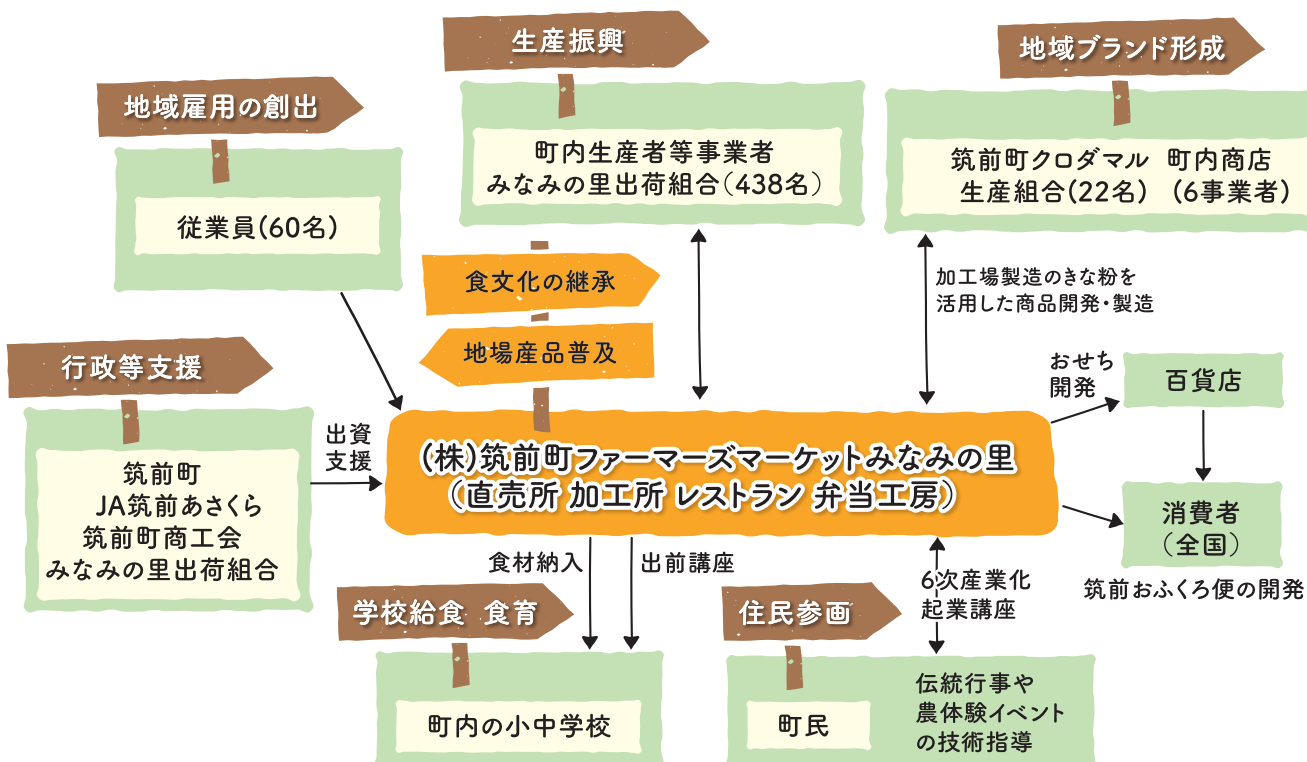 生産振興
地域ブランド形成
地域雇用の創出
町内生産者等事業者
みなみの里出荷組合(438名)
筑前町クロダマル 町内商店
生産組合(22名) (6事業者)
従業員(60名)
食文化の継承
加工場製造のきな粉を
活用した商品開発・製造
地場産品普及
行政等支援
おせち
開発
百貨店
出資
支援
(株)筑前町ファーマーズマーケットみなみの里
(直売所 加工所 レストラン 弁当工房)
筑前町
JA筑前あさくら
筑前町商工会
みなみの里出荷組合
消費者
(全国)
筑前おふくろ便の開発
食材納入
出前講座
6次産業化
起業講座
学校給食 食育
住民参画
町内の小中学校
町民
伝統行事や
農体験イベント
の技術指導